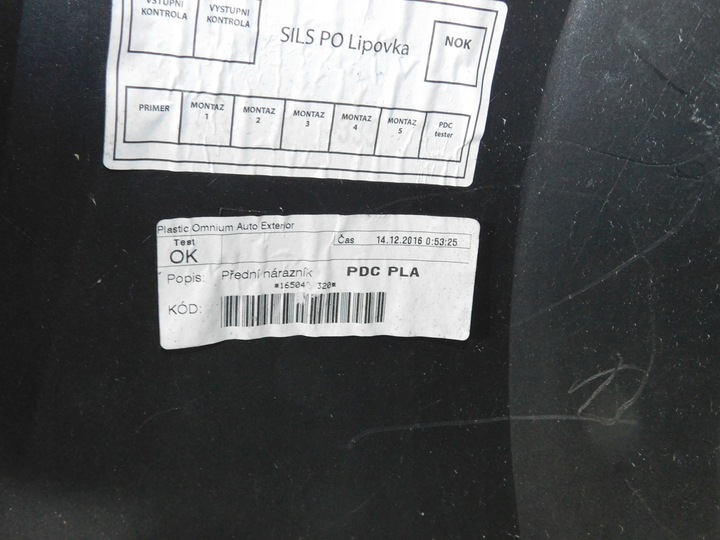 VSTUPNI KONTROLA
VYSTUPNI KONTROLA
SILS PO Lipovka
NOK
PRIMER
MONTAZ 1
MONTAZ 2
MONTAZ 3
MONTAZ 4
MONTAZ 5
PDC tester
Plastic Omnium Auto Exterior
Test
OK
Čas 14.12.2016 0:53:25
Popis: Přední nárazník PDC PLA
KÓD: